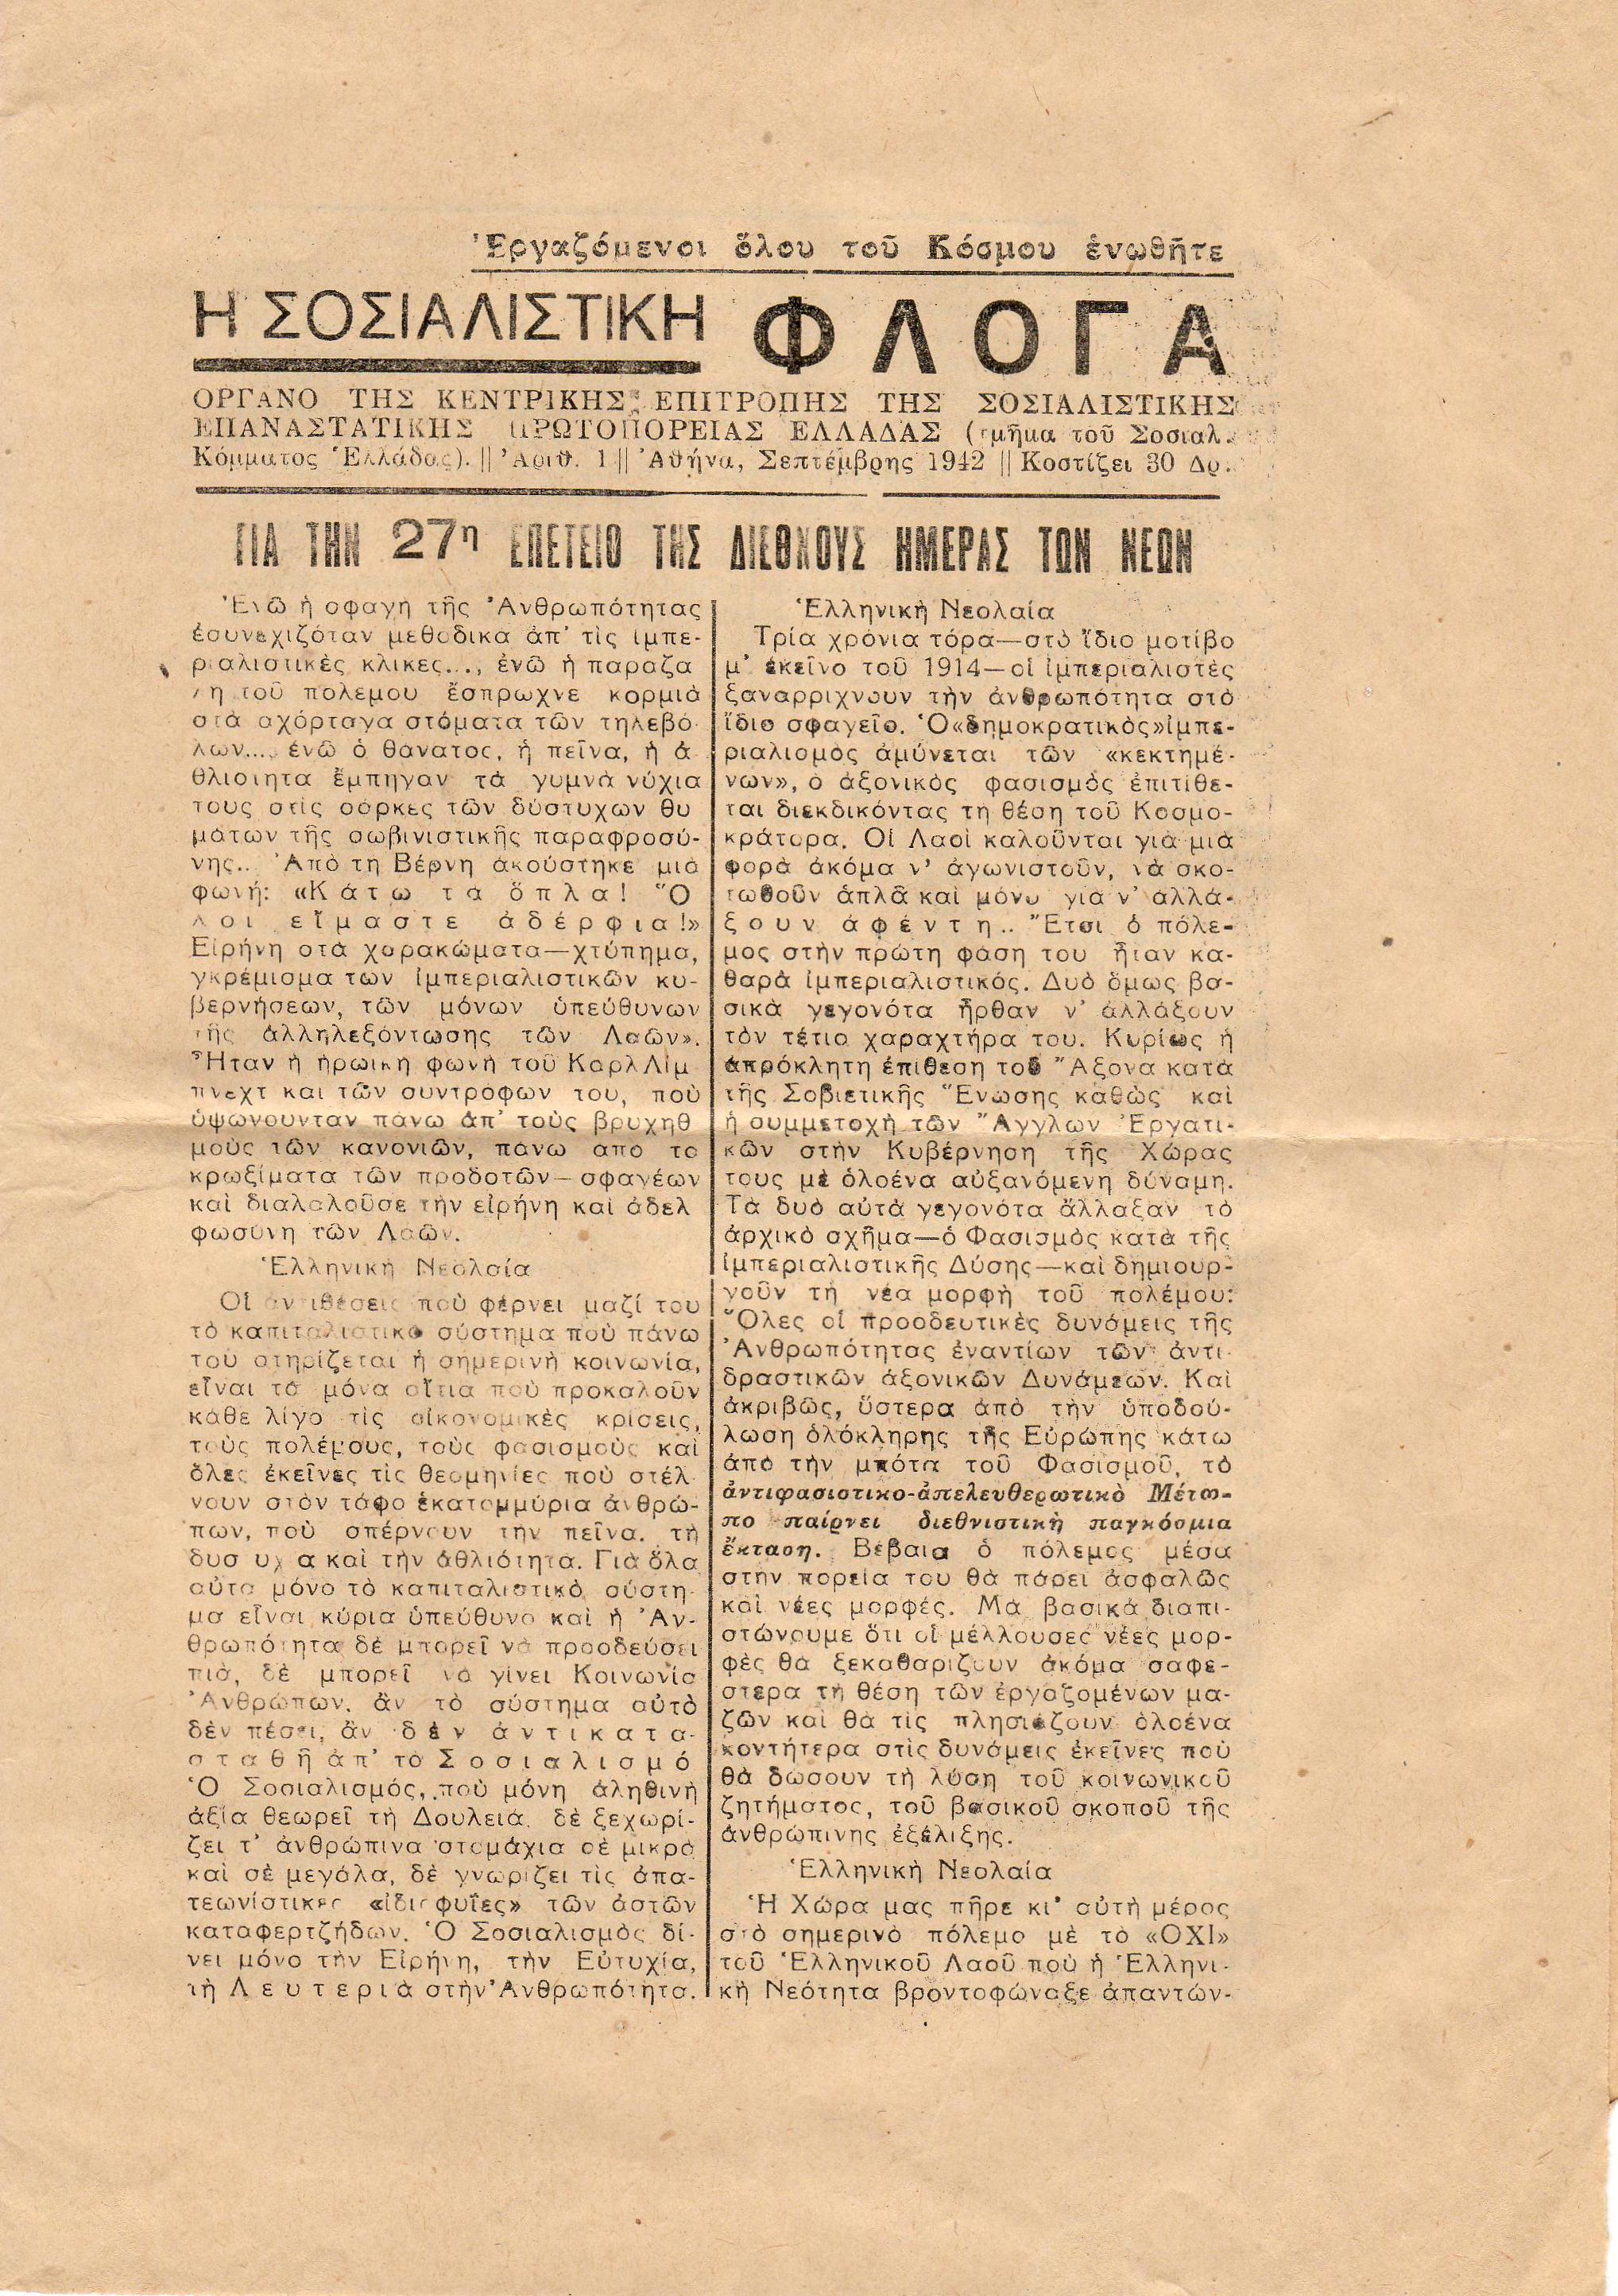 Ἐργαζόμενοι ὅλου τοῦ Κόσμου ἑνωθῆτε
Η ΣΟΣΙΑΛΙΣΤΙΚΗ ΦΛΟΓΑ
ΟΡΓΑΝΟ ΤΗΣ ΚΕΝΤΡΙΚΗΣ ΕΠΙΤΡΟΠΗΣ ΤΗΣ ΣΟΣΙΑΛΙΣΤΙΚΗΣ
ΕΠΑΝΑΣΤΑΤΙΚΗΣ ΠΡΩΤΟΠΟΡΕΙΑΣ ΕΛΛΑΔΑΣ (τμῆμα τοῦ Σοσιαλ.
Κόμματος Ἑλλάδας). || Ἀριθ. 1 || Ἀθήνα, Σεπτέμβρης 1942 || Κοστίζει 30 Δρ.
ΓΙΑ ΤΗΝ 27η ΕΠΕΤΕΙΟ ΤΗΣ ΔΙΕΘΝΟΥΣ ΗΜΕΡΑΣ ΤΩΝ ΝΕΩΝ
Ἐνῶ ἡ σφαγὴ τῆς Ἀνθρωπότητας
ἐσυνεχιζόταν μεθοδικὰ ἀπ' τὶς ἰμπε-
ριαλιστικὲς κλίκες..., ἐνῶ ἡ παραζά
λη τοῦ πολέμου ἔσπρωχνε κορμιὰ
στὰ ἀχόρταγα στόματα τῶν τηλεβό
λων.... ἐνῶ ὁ θάνατος, ἡ πεῖνα, ἡ ἀ
θλιότητα ἔμπηγαν τὰ γυμνὰ νύχια
τους στὶς σάρκες τῶν δύστυχων θυ
μάτων τῆς σωβινιστικῆς παραφροσύ-
νης... Ἀπὸ τὴ Βέρνη ἀκούστηκε μιὰ
φωνή: «Κάτω τὰ ὅπλα! Ὅ
λοι εἴμαστε ἀδέρφια!»
Εἰρήνη στὰ χαρακώματα—χτύπημα,
γκρέμισμα των ἰμπεριαλιστικῶν κυ-
βερνήσεων, τῶν μόνων ὑπεύθυνων
τῆς ἀλληλεξόντωσης τῶν Λαῶν».
Ἦταν ἡ ἡρωικὴ φωνὴ τοῦ Καρλ Λὶμ
πνεχτ καὶ τῶν συντρόφων του, ποὺ
ὑψώνουνταν πάνω ἀπ' τοὺς βρυχηθ
μοὺς τῶν κανονιῶν, πάνω ἀπὸ τὰ
κρωξίματα τῶν προδοτῶν—σφαγέων
καὶ διαλαλοῦσε τὴν εἰρήνη καὶ ἀδελ
φωσύνη τῶν Λαῶν.
Ἑλληνικὴ Νεολαία
Οἱ ἀντιθέσεις ποὺ φέρνει μαζί του
τὸ καπιταλιστικὸ σύστημα ποὺ πάνω
του στηρίζεται ἡ σημερινὴ κοινωνία,
εἶναι τὰ μόνα αἴτια ποὺ προκαλοῦν
κάθε λίγο τὶς οἰκονομικὲς κρίσεις,
τοὺς πολέμους, τοὺς φασισμοὺς καὶ
ὅλες ἐκεῖνες τὶς θεομηνίες ποὺ στέλ
νουν στὸν τάφο ἑκατομμύρια ἀνθρώ-
πων, ποὺ σπέρνουν τὴν πεῖνα. τὴ
δυστυχία καὶ τὴν ἀθλιότητα. Γιὰ ὅλα
αὐτὰ μόνο τὸ καπιταλιστικὸ σύστη-
μα εἶναι κύρια ὑπεύθυνο καὶ ἡ Ἀν-
θρωπότητα δὲ μπορεῖ νὰ προοδεύσει
πιὰ, δὲ μπορεῖ νὰ γίνει Κοινωνία
Ἀνθρώπων. ἂν τὸ σύστημα αὐτὸ
δὲν πέσει, ἂν δὲν ἀντικατα-
σταθῆ ἀπ' τὸ Σοσιαλισμό
Ὁ Σοσιαλισμός, ποὺ μόνη ἀληθινὴ
ἀξία θεωρεῖ τὴ Δουλειά. δὲ ξεχωρί-
ζει τ' ἀνθρώπινα στομάχια σὲ μικρὰ
καὶ σὲ μεγάλα, δὲ γνωρίζει τὶς ἀπα-
τεωνίστικες «ἰδιοφυΐες» τῶν ἀστῶν
καταφερτζήδων. Ὁ Σοσιαλισμὸς δί-
νει μόνο τὴν Εἰρήνη, τὴν Εὐτυχία,
τὴ Λευτεριὰ στὴν Ἀνθρωπότητα.
Ἑλληνικὴ Νεολαία
Τρία χρόνια τόρα—στὸ ἴδιο μοτίβο
μ' ἐκεῖνο τοῦ 1914—οἱ ἰμπεριαλιστὲς
ξαναρρίχνουν τὴν ἀνθρωπότητα στὸ
ἴδιο σφαγεῖο. Ὁ «δημοκρατικὸς» ἰμπε-
ριαλισμὸς ἀμύνεται τῶν «κεκτημέ-
νων», ὁ ἀξονικὸς φασισμὸς ἐπιτίθε-
ται διεκδικόντας τὴ θέση τοῦ Κοσμο-
κράτορα. Οἱ Λαοὶ καλοῦνται γιὰ μιὰ
φορὰ ἀκόμα ν' ἀγωνιστοῦν, νὰ σκο-
τωθοῦν ἁπλᾶ καὶ μόνο γιὰ ν' ἀλλά-
ξουν ἀφέντη.. Ἔτσι ὁ πόλε-
μος στὴν πρώτη φάση του ἦταν κα-
θαρὰ ἰμπεριαλιστικός. Δυὸ ὅμως βα-
σικὰ γεγονότα ἦρθαν ν' ἀλλάξουν
τὸν τέτιο χαραχτήρα του. Κυρίως ἡ
ἀπρόκλητη ἐπίθεση τοῦ Ἄξονα κατὰ
τῆς Σοβιετικῆς Ἕνωσης καθὼς καὶ
ἡ συμμετοχὴ τῶν Ἄγγλων Ἐργατι-
κῶν στὴν Κυβέρνηση τῆς Χώρας
τους μὲ ὁλοένα αὐξανόμενη δύναμη.
Τὰ δυὸ αὐτὰ γεγονότα ἄλλαξαν τὸ
ἀρχικὸ σχῆμα—ὁ Φασισμὸς κατὰ τῆς
ἰμπεριαλιστικῆς Δύσης—καὶ δημιουρ-
γοῦν τὴ νέα μορφὴ τοῦ πολέμου:
Ὅλες οἱ προοδευτικὲς δυνάμεις τῆς
Ἀνθρωπότητας ἐναντίων τῶν ἀντι-
δραστικῶν ἀξονικῶν Δυνάμεων. Καὶ
ἀκριβῶς, ὕστερα ἀπὸ τὴν ὑποδού-
λωση ὁλόκληρης τῆς Εὐρώπης κάτω
ἀπὸ τὴν μπότα τοῦ Φασισμοῦ, τὸ
ἀντιφασιστικο-ἀπελευθερωτικὸ Μέτω-
πο παίρνει διεθνιστικὴ παγκόσμια
ἔκταση. Βέβαια ὁ πόλεμος μέσα
στὴν πορεία του θὰ πάρει ἀσφαλῶς
καὶ νέες μορφές. Μὰ βασικὰ διαπι-
στώνουμε ὅτι οἱ μέλλουσες νέες μορ-
φὲς θὰ ξεκαθαρίζουν ἀκόμα σαφέ-
στερα τὴ θέση τῶν ἐργαζομένων μα-
ζῶν καὶ θὰ τὶς πλησιάζουν ὁλοένα
κοντήτερα στὶς δυνάμεις ἐκεῖνες ποὺ
θὰ δώσουν τὴ λύση τοῦ κοινωνικοῦ
ζητήματος, τοῦ βασικοῦ σκοποῦ τῆς
ἀνθρώπινης ἐξέλιξης.
Ἑλληνικὴ Νεολαία
Ἡ Χώρα μας πῆρε κι' αὐτὴ μέρος
στὸ σημερινὸ πόλεμο μὲ τὸ «ΟΧΙ»
τοῦ Ἑλληνικοῦ Λαοῦ ποὺ ἡ Ἑλληνι-
κὴ Νεότητα βροντοφώναξε ἀπαντών-